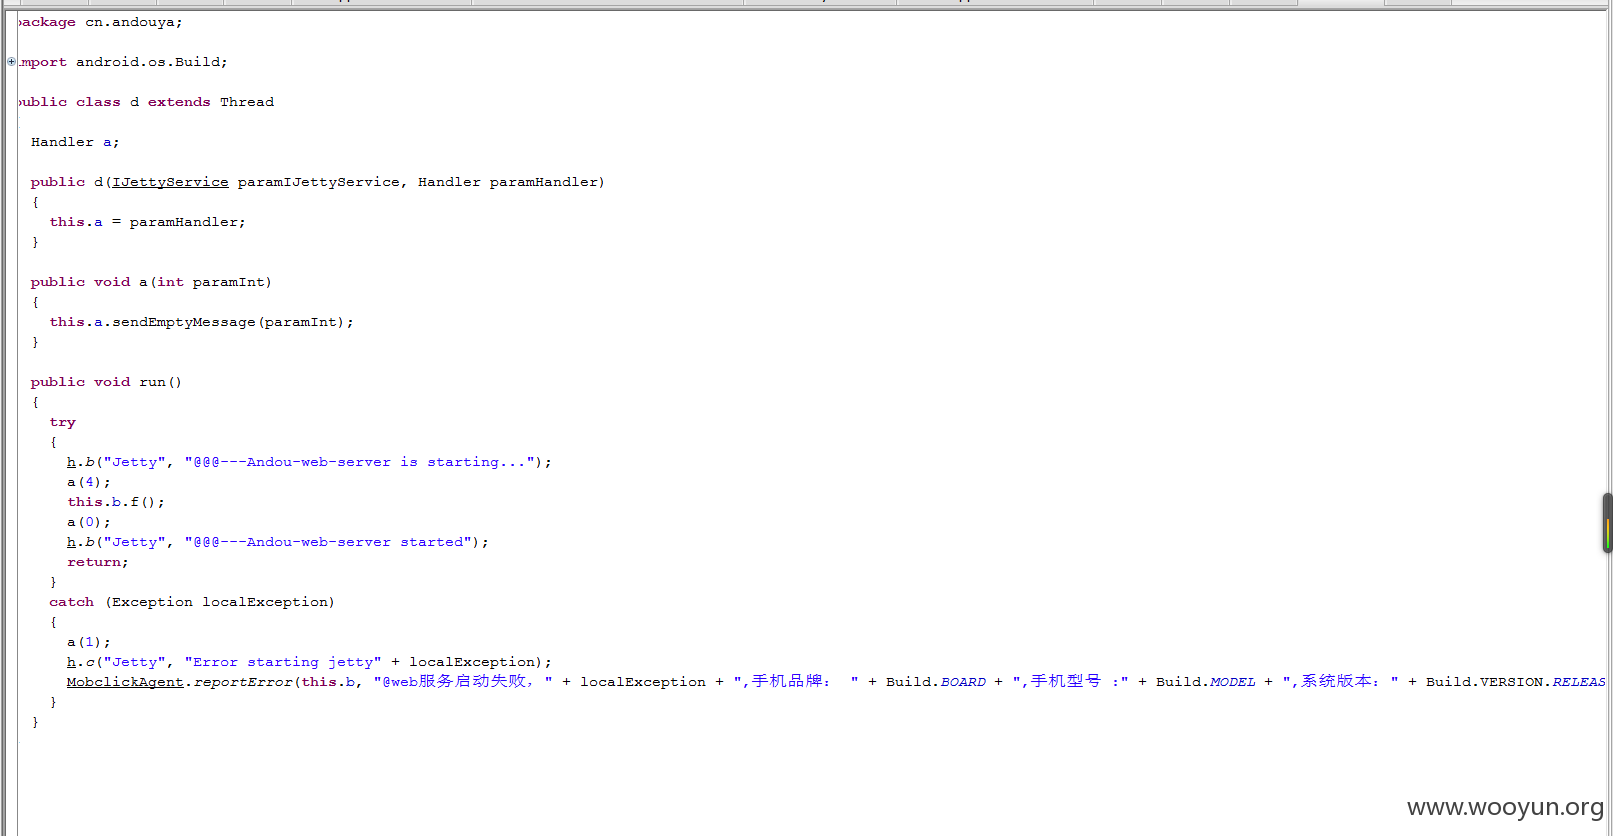 package cn.andouya;
import android.os.Build;
public class d extends Thread
Handler a;
public d(IJettyService paramIJettyService, Handler paramHandler)
{
this.a = paramHandler;
}
public void a(int paramInt)
{
this.a.sendEmptyMessage(paramInt);
}
public void run()
{
try
{
h.b("Jetty", "@@@---Andou-web-server is starting...");
a(4);
this.b.f();
a(0);
h.b("Jetty", "@@@---Andou-web-server started");
return;
}
catch (Exception localException)
{
a(1);
h.c("Jetty", "Error starting jetty" + localException);
MobclickAgent.reportError(this.b, "@web服务启动失败，" + localException + ",手机品牌： " + Build.BOARD + ",手机型号 :" + Build.MODEL + ",系统版本：" + Build.VERSION.RELEAS
}
}
www.wooyun.org